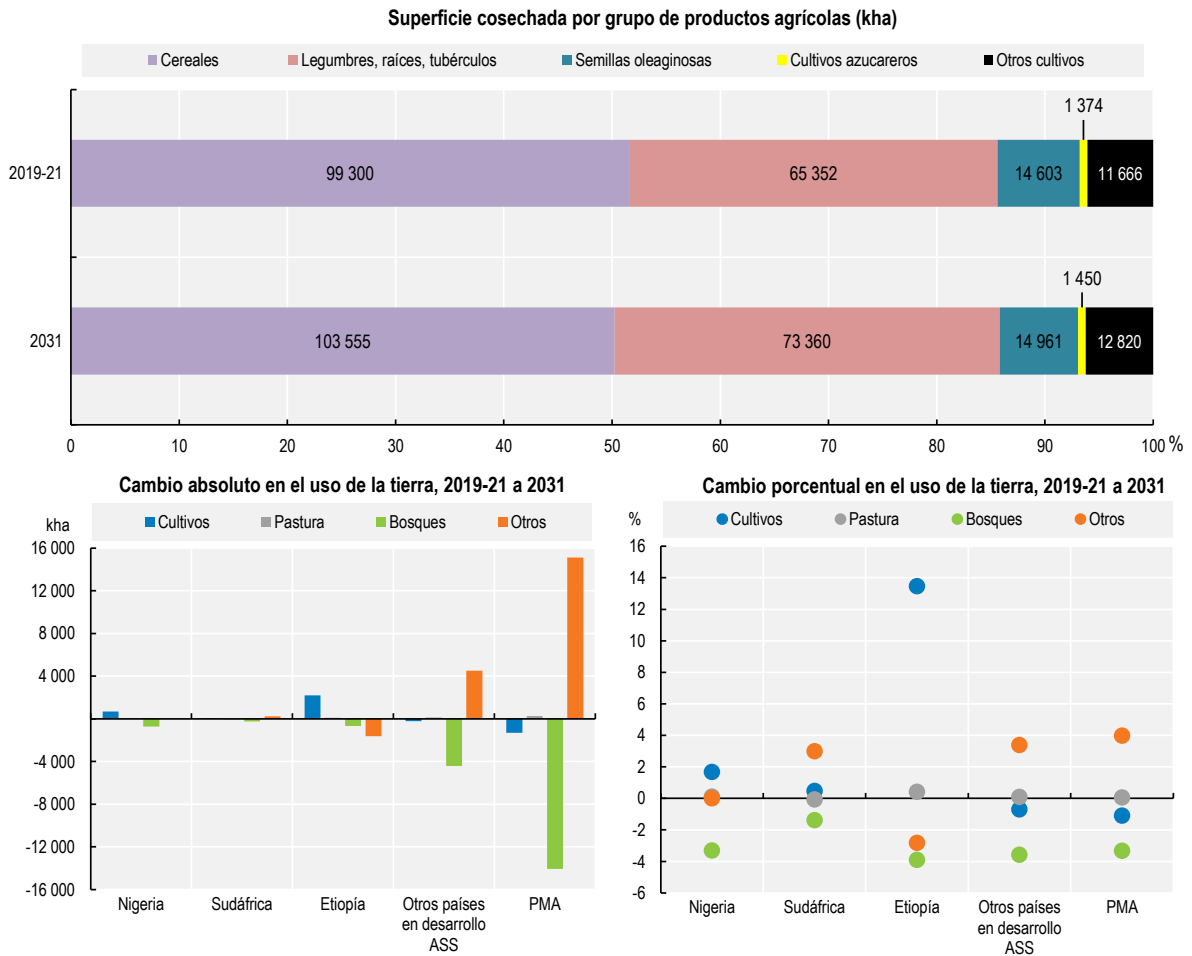 Superficie cosechada por grupo de productos agrícolas (kha)
Cereales Legumbres, raíces, tubérculos Semillas oleaginosas Cultivos azucareros Otros cultivos
1 374
2019-21 99 300 65 352 14 603 11 666
1 450
2031 103 555 73 360 14 961 12 820
0 10 20 30 40 50 60 70 80 90 100 %
Cambio absoluto en el uso de la tierra, 2019-21 a 2031
kha
Cultivos Pastura Bosques Otros
16 000
12 000
8 000
4 000
0
-4 000
-8 000
-12 000
-16 000
Nigeria Sudáfrica Etiopía Otros países en desarrollo ASS PMA
Cambio porcentual en el uso de la tierra, 2019-21 a 2031
%
Cultivos Pastura Bosques Otros
16
14
12
10
8
6
4
2
0
-2
-4
-6
Nigeria Sudáfrica Etiopía Otros países en desarrollo ASS PMA